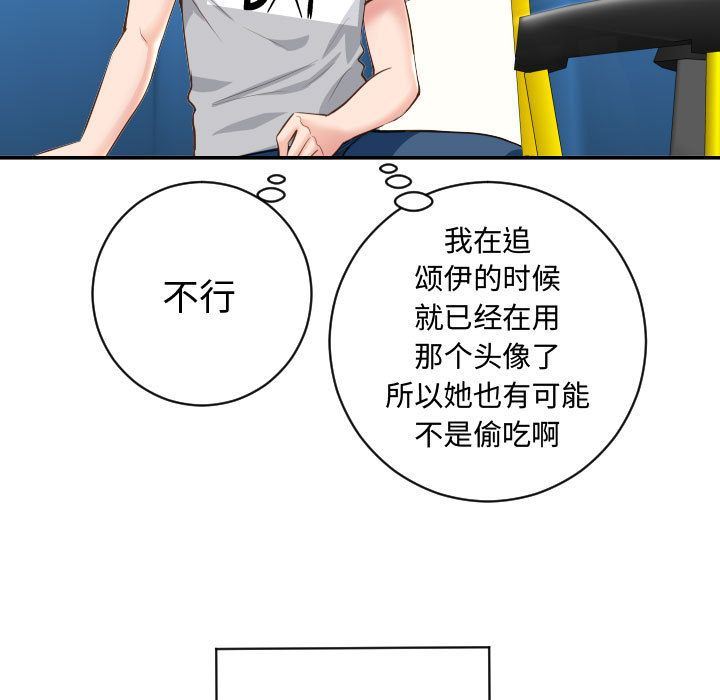 不行
我在追
颂伊的时候
就已经在用
那个头像了
所以她也有可能
不是偷吃啊